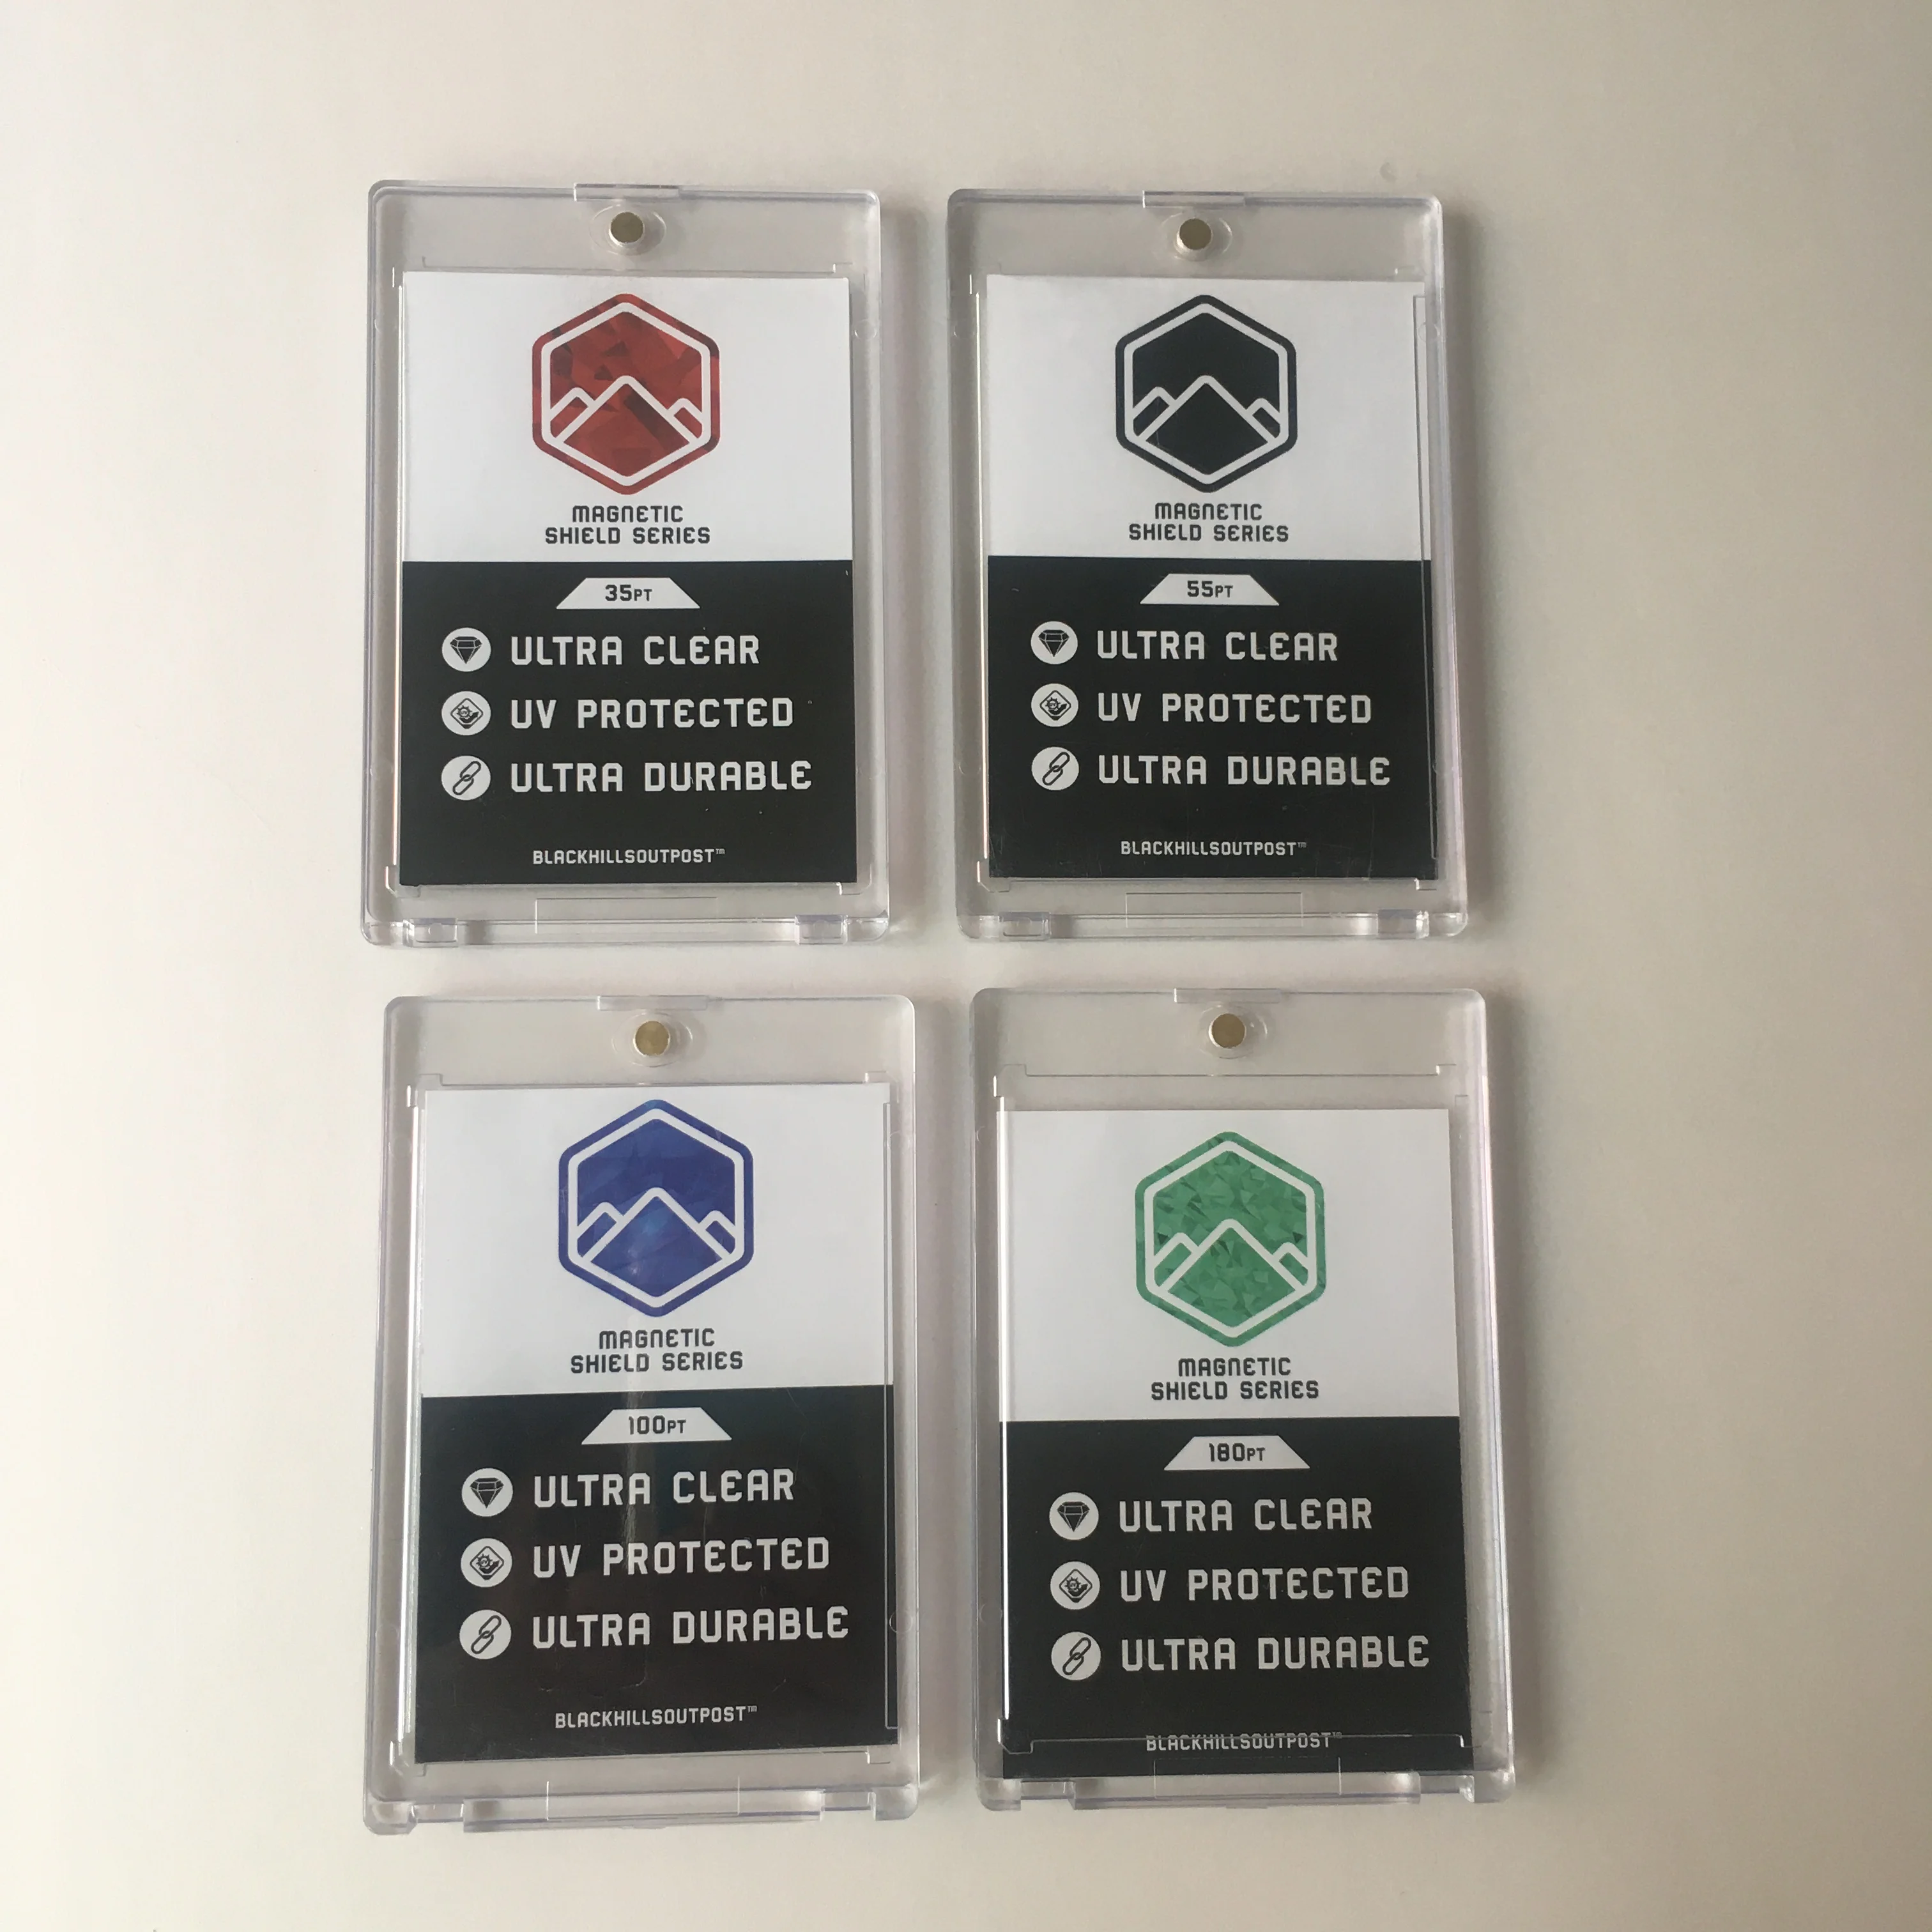 MAGNETIC
SHIELD SERIES
35PT
ULTRA CLEAR
UV PROTECTED
ULTRA DURABLE
BLACKHILLSOUTPOST™
MAGNETIC
SHIELD SERIES
55PT
ULTRA CLEAR
UV PROTECTED
ULTRA DURABLE
BLACKHILLSOUTPOST™
MAGNETIC
SHIELD SERIES
100PT
ULTRA CLEAR
UV PROTECTED
ULTRA DURABLE
BLACKHILLSOUTPOST™
MAGNETIC
SHIELD SERIES
180PT
ULTRA CLEAR
UV PROTECTED
ULTRA DURABLE
BLACKHILLSOUTPOST™